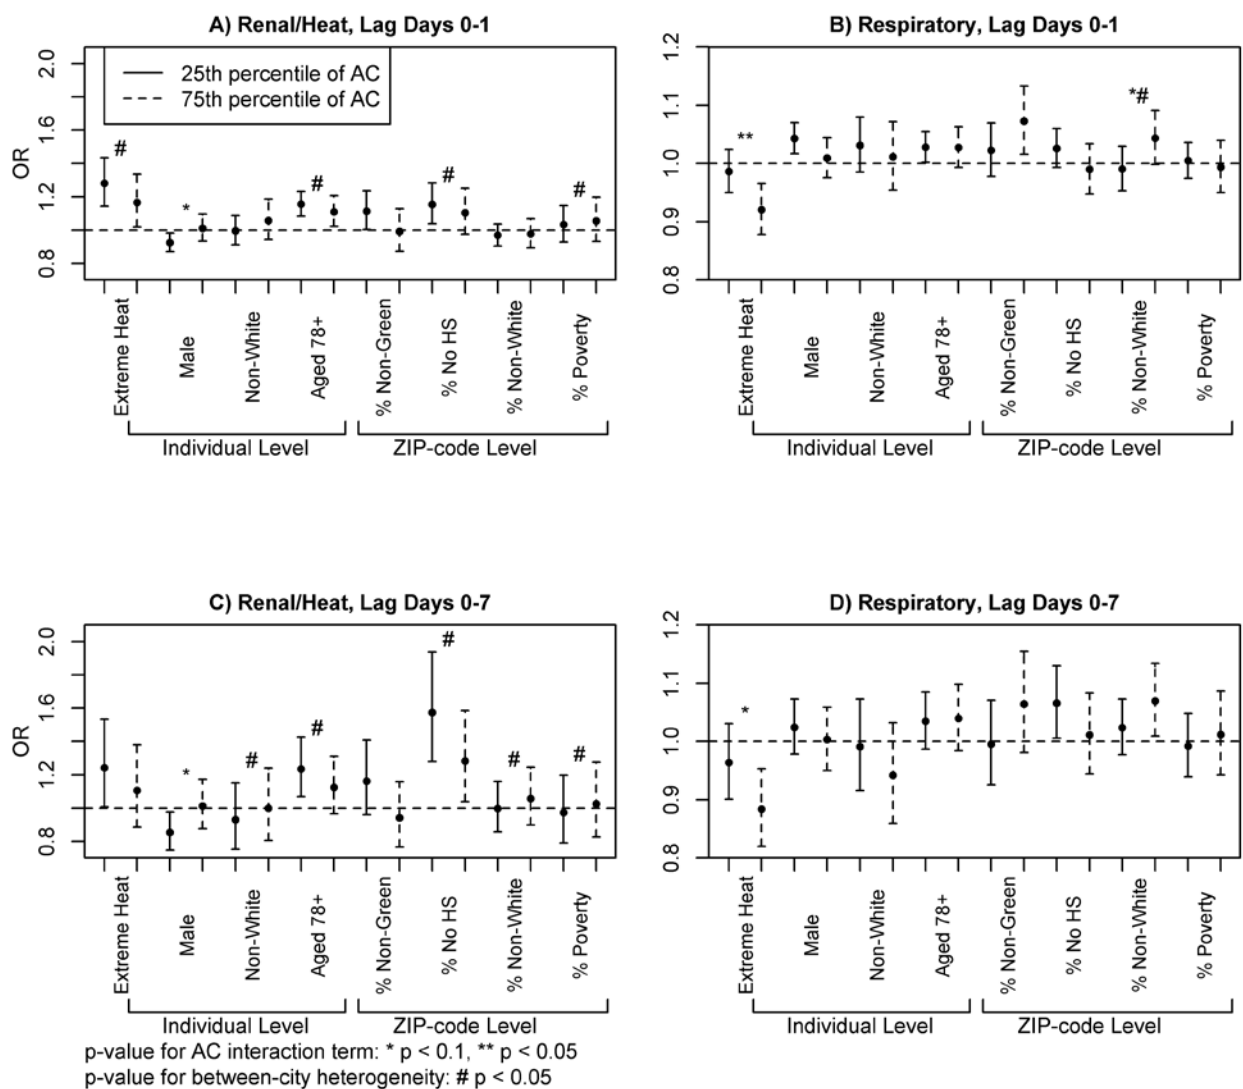 A) Renal/Heat, Lag Days 0-1
OR
2.0
1.6
1.2
0.8
25th percentile of AC
75th percentile of AC
#
*
#
#
#
Extreme Heat
Male
Non-White
Aged 78+
% Non-Green
% No HS
% Non-White
% Poverty
Individual Level
ZIP-code Level
B) Respiratory, Lag Days 0-1
1.2
1.1
1.0
0.9
0.8
**
*#
Extreme Heat
Male
Non-White
Aged 78+
% Non-Green
% No HS
% Non-White
% Poverty
Individual Level
ZIP-code Level
C) Renal/Heat, Lag Days 0-7
OR
2.0
1.6
1.2
0.8
*
#
#
#
#
#
Extreme Heat
Male
Non-White
Aged 78+
% Non-Green
% No HS
% Non-White
% Poverty
Individual Level
ZIP-code Level
D) Respiratory, Lag Days 0-7
1.2
1.1
1.0
0.9
0.8
*
Extreme Heat
Male
Non-White
Aged 78+
% Non-Green
% No HS
% Non-White
% Poverty
Individual Level
ZIP-code Level
p-value for AC interaction term: * p < 0.1, ** p < 0.05
p-value for between-city heterogeneity: # p < 0.05